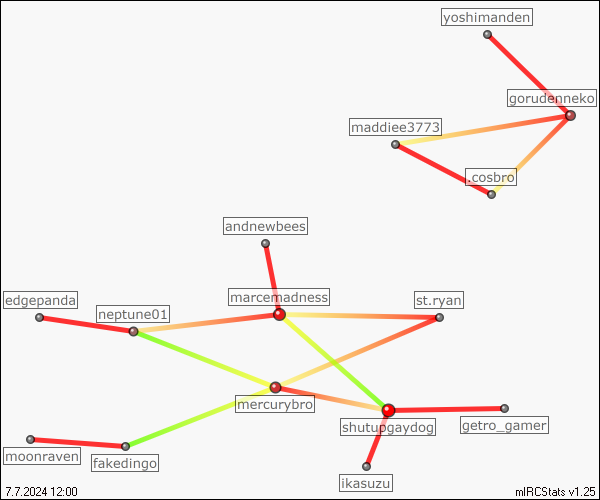 yoshimanden
gorudenneko
maddiee3773
.cosbro
andnewbees
edgepanda
neptune01
marcemadness
st.ryan
mercurybro
shutupgaydog
getro_gamer
moonraven
fakedingo
ikasuzu
7.7.2024 12:00
mIRCStats v1.25